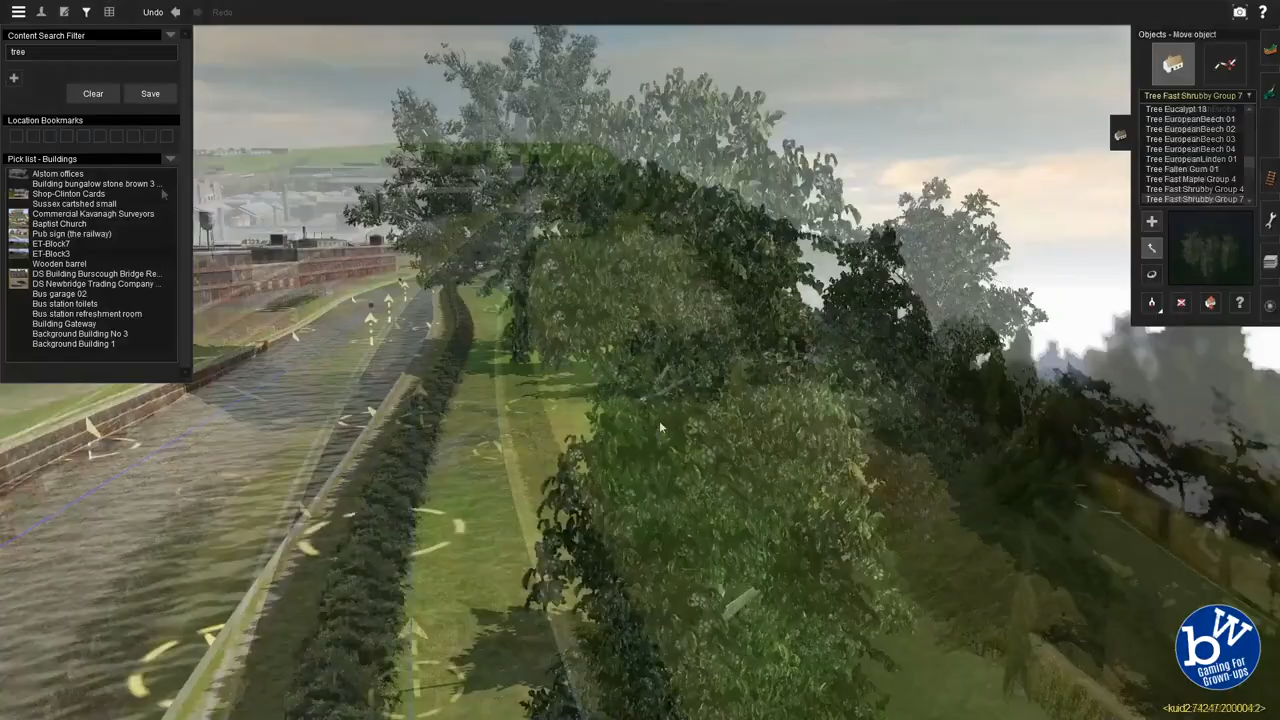 Undo
Redo
Content Search Filter
tree
Clear
Save
Location Bookmarks
Pick list - Buildings
Alstom offices
Building bungalow stone brown 3 ...
Shop-Clinton Cards
Sussex cartshed small
Commercial Kavanagh Surveyors
Baptist Church
Pub sign (the railway)
ET-Block7
ET-Block3
Wooden barrel
DS Building Burscough Bridge Re...
DS Newbridge Trading Company ...
Bus garage 02
Bus station toilets
Bus station refreshment room
Building Gateway
Background Building No 3
Background Building 1
Objects - Move object
Tree Fast Shrubby Group 7
Tree Eucalypt 18
Tree EuropeanBeech 01
Tree EuropeanBeech 02
Tree EuropeanBeech 03
Tree EuropeanBeech 04
Tree EuropeanLinden 01
Tree Fallen Gum 01
Tree Fast Maple Group 4
Tree Fast Shrubby Group 4
Tree Fast Shrubby Group 7
?
?
bW
Gaming For
Grown-ups
<kuid2:74247:200004:2>